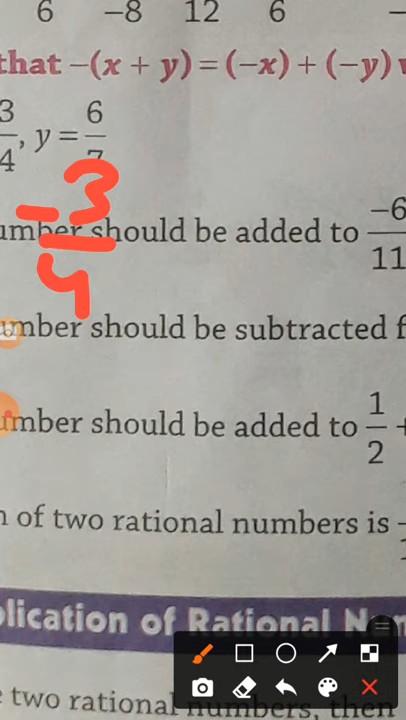 6 -8 12 6 -
that -(x + y) = (-x) + (-y)
3/4, y = 6/7
-3/4
should be added to -6/11
umber should be subtracted f
mber should be added to 1/2 +
n of two rational numbers is -
plication of Rational Num
two rational numbers, then